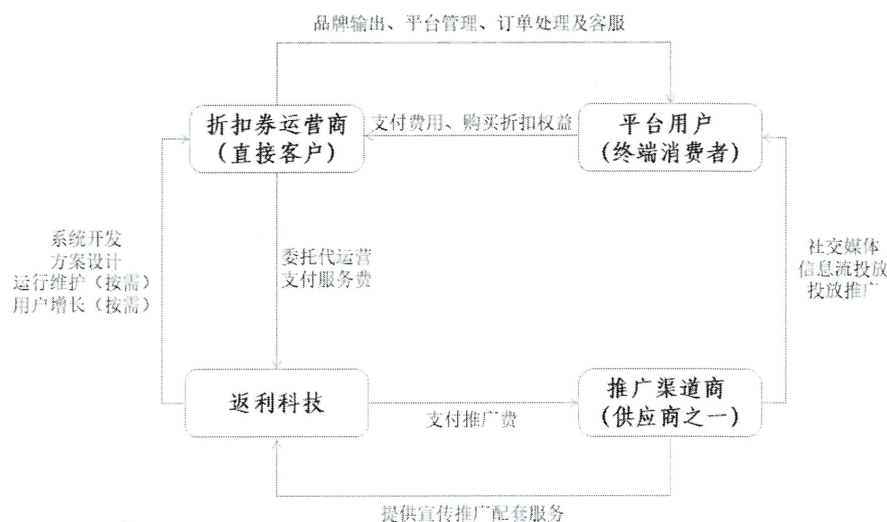 品牌输出、平台管理、订单处理及客服
折扣券运营商
（直接客户）
支付费用、购买折扣权益
平台用户
（终端消费者）
系统开发
方案设计
运行维护（按需）
用户增长（按需）
委托代运营
支付服务费
社交媒体
信息流投放
投放推广
返利科技
支付推广费
推广渠道商
（供应商之一）
提供宣传推广配套服务